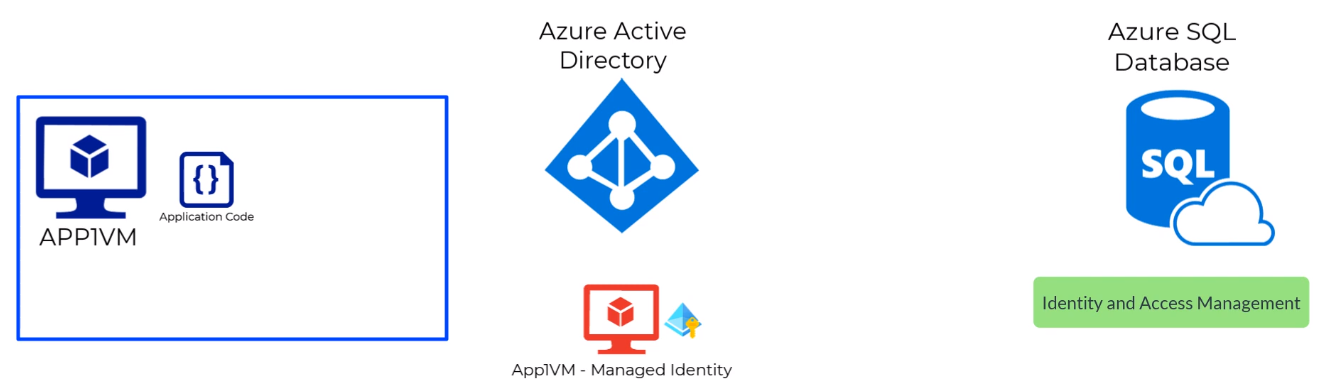 Azure Active
Directory
Azure SQL
Database
SQL
{}
Application Code
APP1VM
Identity and Access Management
App1VM - Managed Identity